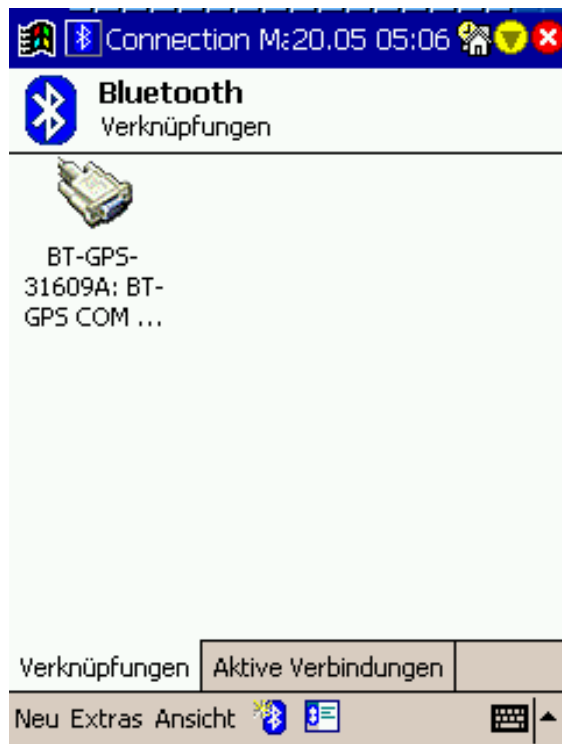 Connection Ma 20.05 05:06
Bluetooth
Verknüpfungen
BT-GPS-
31609A: BT-
GPS COM ...
Verknüpfungen Aktive Verbindungen
Neu Extras Ansicht